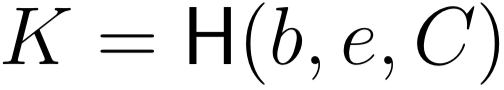 K = H(b, e, C)